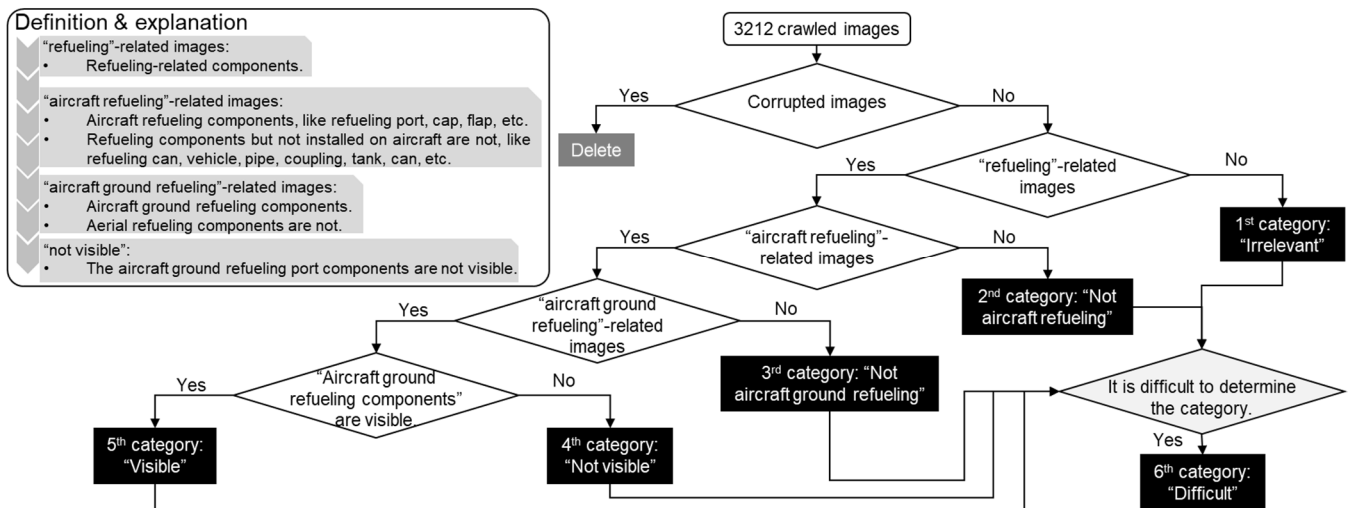 Definition & explanation
“refueling”-related images:
• Refueling-related components.
“aircraft refueling”-related images:
• Aircraft refueling components, like refueling port, cap, flap, etc.
• Refueling components but not installed on aircraft are not, like
refueling can, vehicle, pipe, coupling, tank, can, etc.
“aircraft ground refueling”-related images:
• Aircraft ground refueling components.
• Aerial refueling components are not.
“not visible”:
• The aircraft ground refueling port components are not visible.
3212 crawled images
Corrupted images
Yes
No
Delete
“refueling”-related
images
Yes
No
1st category:
“Irrelevant”
“aircraft refueling”-
related images
Yes
No
2nd category: “Not
aircraft refueling”
“aircraft ground
refueling”-related
images
Yes
No
3rd category: “Not
aircraft ground refueling”
“Aircraft ground
refueling components”
are visible.
Yes
No
5th category:
“Visible”
4th category:
“Not visible”
It is difficult to determine
the category.
Yes
6th category:
“Difficult”